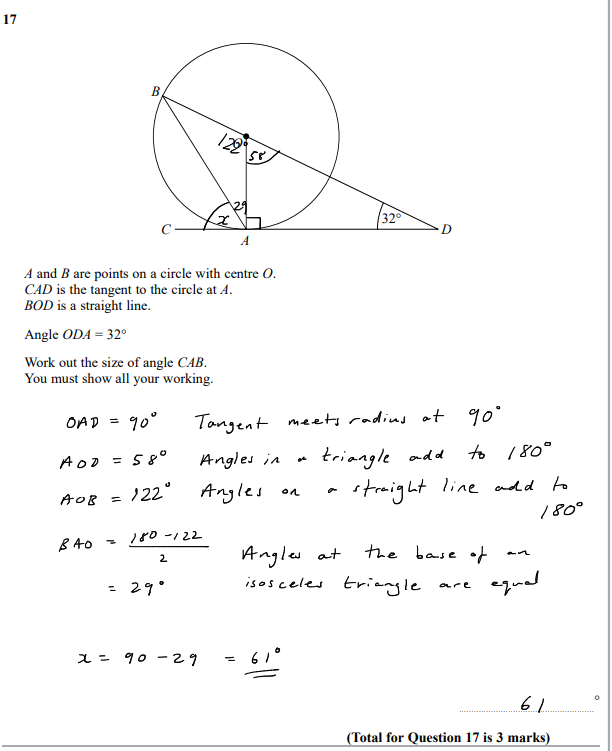 17
B
122°
58
29
x
32°
C
A
D
A and B are points on a circle with centre O.
CAD is the tangent to the circle at A.
BOD is a straight line.
Angle ODA = 32°
Work out the size of angle CAB.
You must show all your working.
OAD = 90° Tangent meets radius at 90°
AOD = 58° Angles in a triangle add to 180°
AOB = 122° Angles on a straight line add to
180°
BAO = 180 - 122
2
Angles at the base of an
= 29° isosceles triangle are equal
x = 90 - 29 = 61°
61 °
(Total for Question 17 is 3 marks)